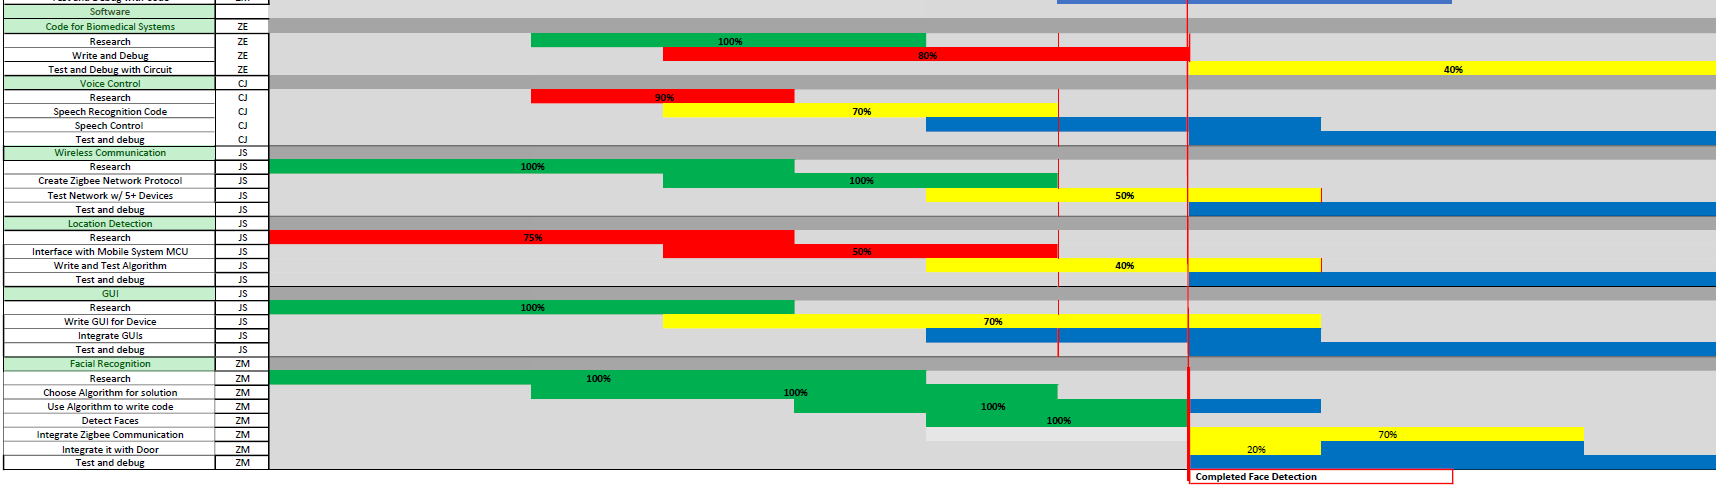 Test and Debug with Code ZM
Software
Code for Biomedical Systems ZE
Research ZE 100%
Write and Debug ZE 80%
Test and Debug with Circuit ZE 40%
Voice Control CJ
Research CJ 90%
Speech Recognition Code CJ 70%
Speech Control CJ
Test and debug CJ
Wireless Communication JS
Research JS 100%
Create Zigbee Network Protocol JS 100%
Test Network w/ 5+ Devices JS 50%
Test and debug JS
Location Detection JS
Research JS 75%
Interface with Mobile System MCU JS 50%
Write and Test Algorithm JS 40%
Test and debug JS
GUI JS
Research JS 100%
Write GUI for Device JS 70%
Integrate GUIs JS
Test and debug JS
Facial Recognition ZM
Research ZM 100%
Choose Algorithm for solution ZM 100%
Use Algorithm to write code ZM 100%
Detect Faces ZM 100%
Integrate Zigbee Communication ZM 70%
Integrate it with Door ZM 20%
Test and debug ZM
Completed Face Detection